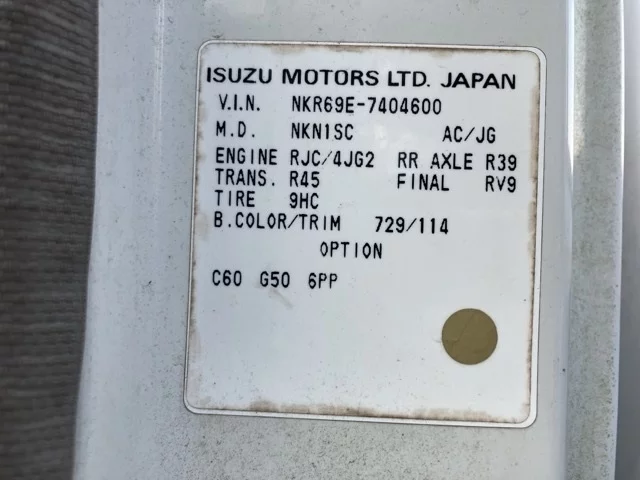 ISUZU MOTORS LTD. JAPAN
V.I.N. NKR69E-7404600
M.D. NKN1SC AC/JG
ENGINE RJC/4JG2 RR AXLE R39
TRANS. R45 FINAL RV9
TIRE 9HC
B.COLOR/TRIM 729/114
OPTION
C60 G50 6PP